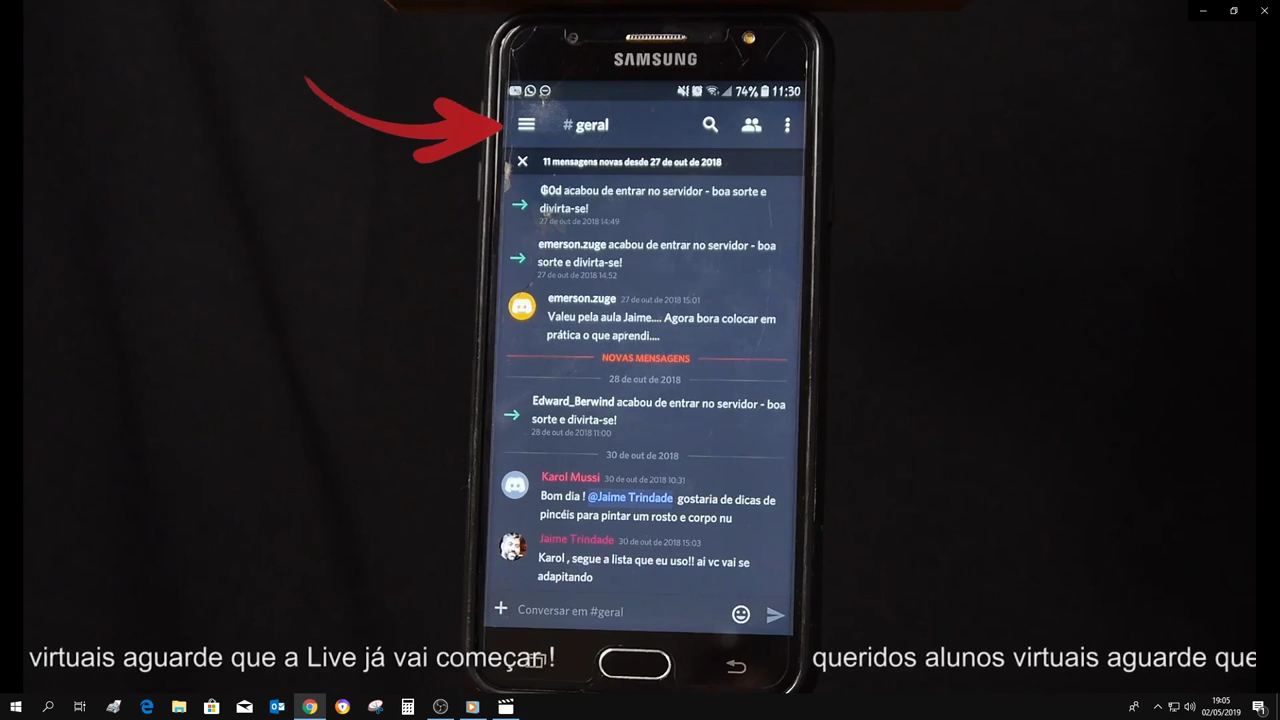 SAMSUNG
74% 11:30
# geral
11 mensagens novas desde 27 de out de 2018
G0d acabou de entrar no servidor - boa sorte e
divirta-se!
27 de out de 2018 14:49
emerson.zuge acabou de entrar no servidor - boa
sorte e divirta-se!
27 de out de 2018 14:52
emerson.zuge 27 de out de 2018 15:01
Valeu pela aula Jaime.... Agora bora colocar em
prática o que aprendi....
NOVAS MENSAGENS
28 de out de 2018
Edward_Berwind acabou de entrar no servidor - boa
sorte e divirta-se!
28 de out de 2018 11:00
30 de out de 2018
Karol Mussi 30 de out de 2018 10:31
Bom dia ! @Jaime Trindade gostaria de dicas de
pincéis para pintar um rosto e corpo nu
Jaime Trindade 30 de out de 2018 15:03
Karol , segue a lista que eu uso!! ai vc vai se
adapitando
Conversar em #geral
virtuais aguarde que a Live já vai começar ! queridos alunos virtuais aguarde que
19:05
02/05/2019